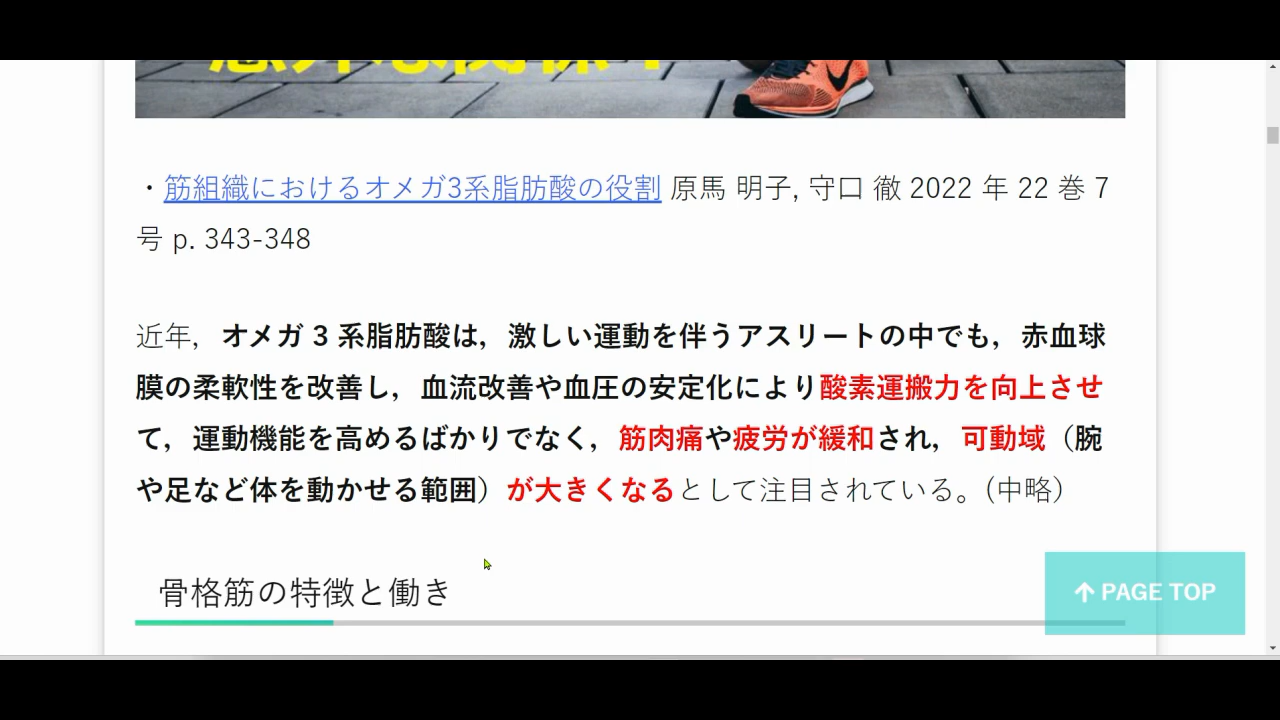 ・筋組織におけるオメガ3系脂肪酸の役割 原馬 明子, 守口 徹 2022 年 22 巻 7
号 p. 343-348
近年，オメガ 3 系脂肪酸は，激しい運動を伴うアスリートの中でも，赤血球
膜の柔軟性を改善し，血流改善や血圧の安定化により酸素運搬力を向上させ
て，運動機能を高めるばかりでなく，筋肉痛や疲労が緩和され，可動域（腕
や足など体を動かせる範囲）が大きくなるとして注目されている。（中略）
骨格筋の特徴と働き
↑ PAGE TOP